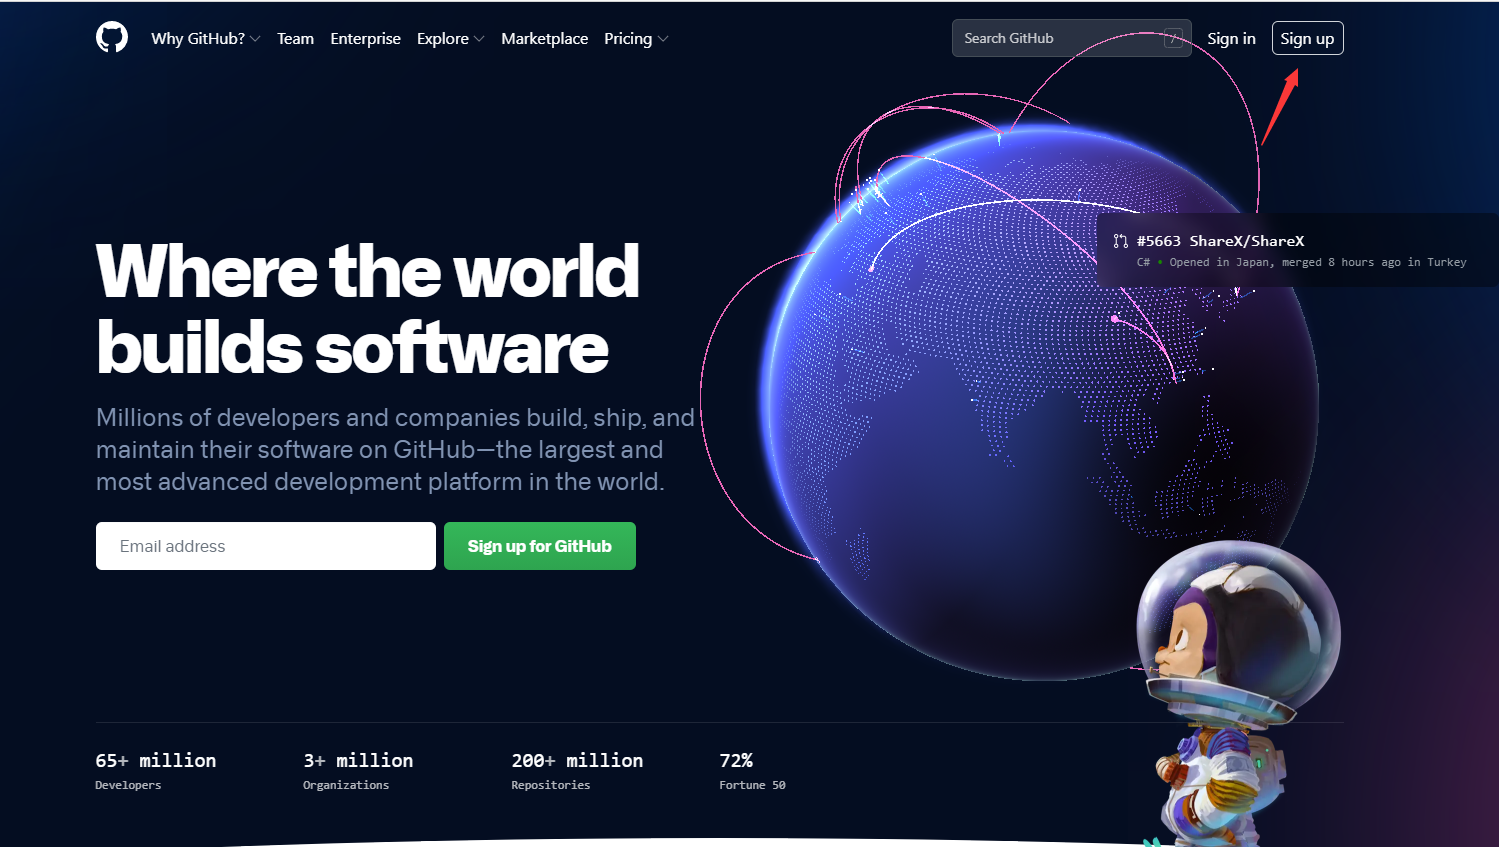 Why GitHub? Team Enterprise Explore Marketplace Pricing
Search GitHub /
Sign in
Sign up
#5663 ShareX/ShareX
C# • Opened in Japan, merged 8 hours ago in Turkey
Where the world
builds software
Millions of developers and companies build, ship, and
maintain their software on GitHub—the largest and
most advanced development platform in the world.
Email address
Sign up for GitHub
65+ million
Developers
3+ million
Organizations
200+ million
Repositories
72%
Fortune 50